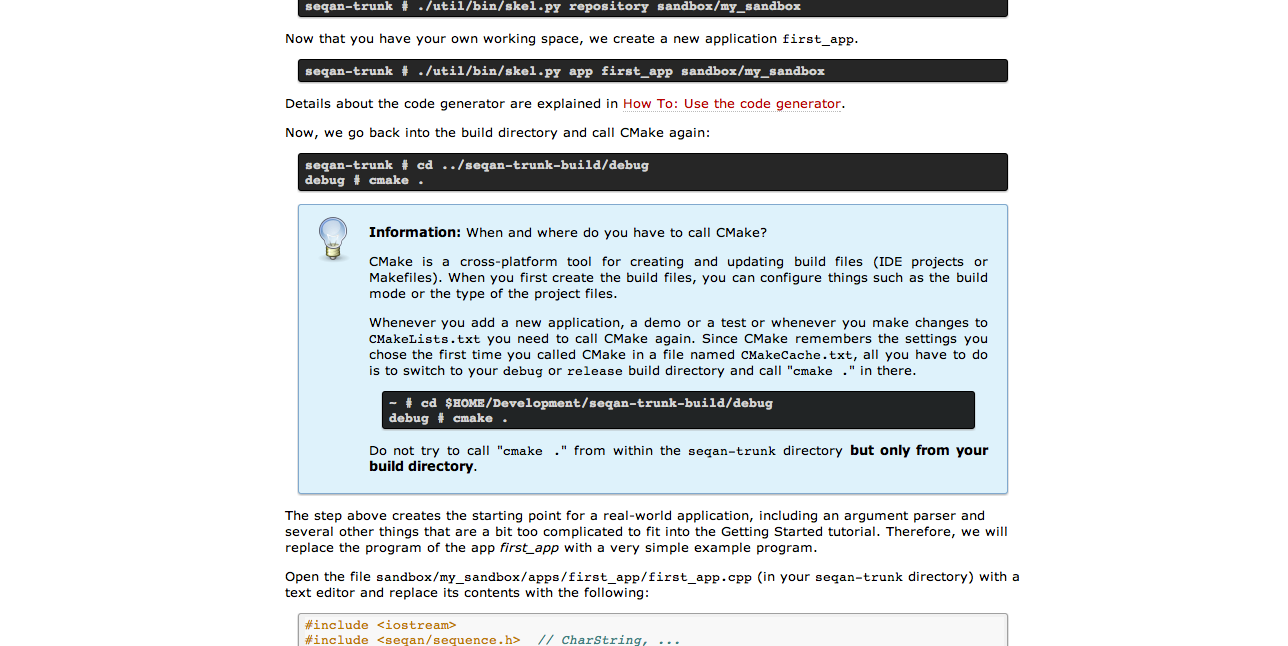 seqan-trunk # ./util/bin/skel.py repository sandbox/my_sandbox
Now that you have your own working space, we create a new application first_app.
seqan-trunk # ./util/bin/skel.py app first_app sandbox/my_sandbox
Details about the code generator are explained in How To: Use the code generator.
Now, we go back into the build directory and call CMake again:
seqan-trunk # cd ../seqan-trunk-build/debug
debug # cmake .
Information: When and where do you have to call CMake?
CMake is a cross-platform tool for creating and updating build files (IDE projects or
Makefiles). When you first create the build files, you can configure things such as the build
mode or the type of the project files.
Whenever you add a new application, a demo or a test or whenever you make changes to
CMakeLists.txt you need to call CMake again. Since CMake remembers the settings you
chose the first time you called CMake in a file named CMakeCache.txt, all you have to do
is to switch to your debug or release build directory and call "cmake ." in there.
~ # cd $HOME/Development/seqan-trunk-build/debug
debug # cmake .
Do not try to call "cmake ." from within the seqan-trunk directory but only from your
build directory.
The step above creates the starting point for a real-world application, including an argument parser and
several other things that are a bit too complicated to fit into the Getting Started tutorial. Therefore, we will
replace the program of the app first_app with a very simple example program.
Open the file sandbox/my_sandbox/apps/first_app/first_app.cpp (in your seqan-trunk directory) with a
text editor and replace its contents with the following:
#include <iostream>
#include <seqan/sequence.h>  // CharString, ...